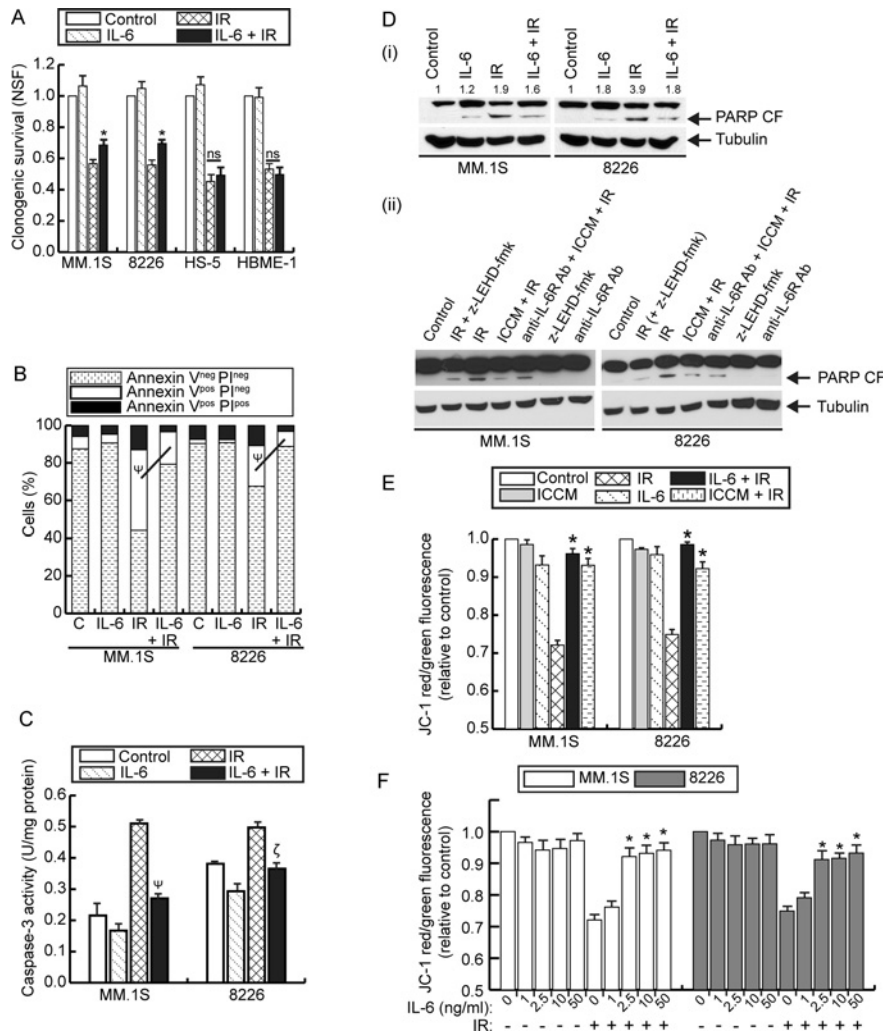 A
Control
IR
IL-6
IL-6 + IR
Clonogenic survival (NSF)
1.2
1.0
0.8
0.6
0.4
0.2
0.0
*
*
ns
ns
MM.1S
8226
HS-5
HBME-1
B
Annexin Vneg PIneg
Annexin Vpos PIneg
Annexin Vpos PIpos
Cells (%)
100
80
60
40
20
0
Ψ
Ψ
C IL-6 IR IL-6 + IR
C IL-6 IR IL-6 + IR
MM.1S
8226
C
Control
IR
IL-6
IL-6 + IR
Caspase-3 activity (U/mg protein)
0.6
0.5
0.4
0.3
0.2
0.1
0.0
Ψ
ζ
MM.1S
8226
D
(i)
Control
IL-6
IR
IL-6 + IR
Control
IL-6
IR
IL-6 + IR
1 1.2 1.9 1.6
1 1.8 3.9 1.8
PARP CF
Tubulin
MM.1S
8226
(ii)
Control
IR + z-LEHD-fmk
IR
ICCM + IR
anti-IL-6R Ab + ICCM + IR
z-LEHD-fmk
anti-IL-6R Ab
Control
IR (+ z-LEHD-fmk)
IR
ICCM + IR
anti-IL-6R Ab + ICCM + IR
z-LEHD-fmk
anti-IL-6R Ab
PARP CF
Tubulin
MM.1S
8226
E
Control
IR
IL-6 + IR
ICCM
IL-6
ICCM + IR
JC-1 red/green fluorescence
(relative to control)
1.0
0.9
0.8
0.7
0.6
0.5
*
*
*
*
MM.1S
8226
F
MM.1S
8226
JC-1 red/green fluorescence
(relative to control)
1.0
0.9
0.8
0.7
0.6
0.5
* * *
* * *
IL-6 (ng/ml): 0 1 2.5 10 50 0 1 2.5 10 50 0 1 2.5 10 50 0 1 2.5 10 50
IR: - - - - - + + + + + - - - - - + + + + +